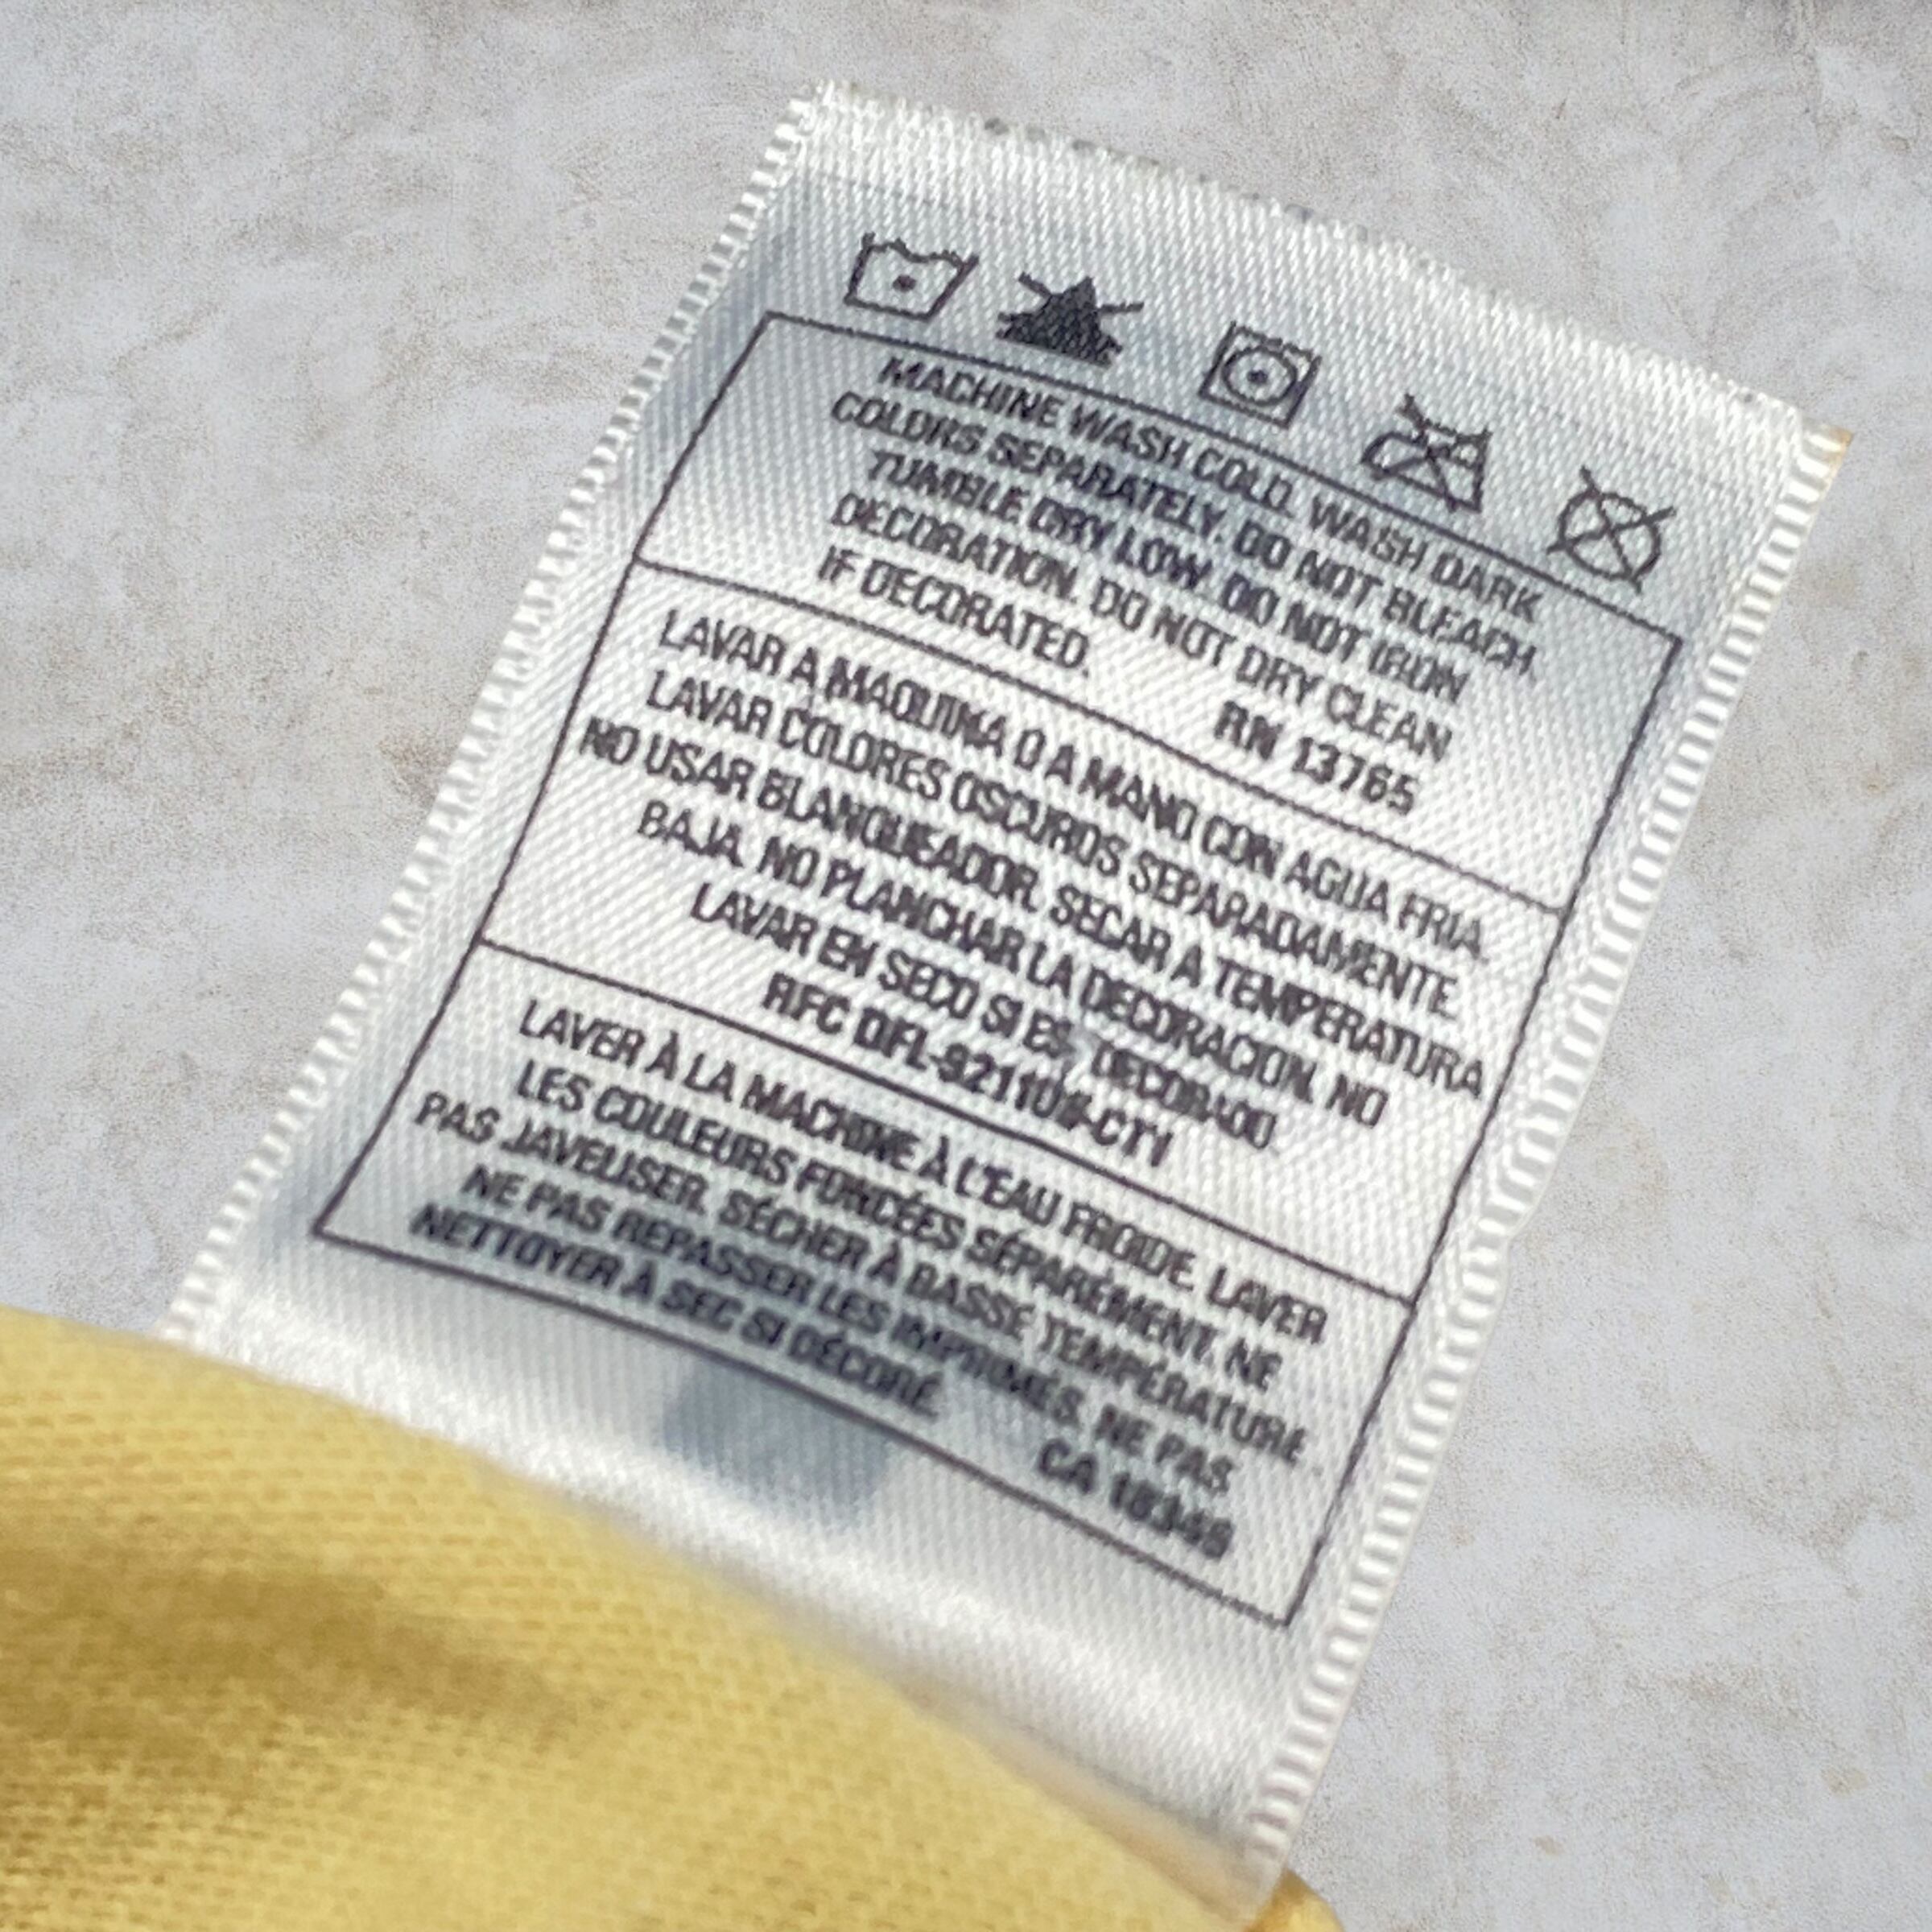 MACHINE WASH COLD. WASH DARK
COLORS SEPARATELY. DO NOT BLEACH.
TUMBLE DRY LOW. DO NOT IRON
DECORATION. DO NOT DRY CLEAN
IF DECORATED.
RN 13765
LAVAR A MAQUINA O A MANO CON AGUA FRIA.
LAVAR COLORES OSCUROS SEPARADAMENTE.
NO USAR BLANQUEADOR. SECAR A TEMPERATURA
BAJA. NO PLANCHAR LA DECORACION. NO
LAVAR EN SECO SI ES DECORADO.
RFC
LAVER À LA MACHINE À L'EAU FROIDE. LAVER
LES COULEURS FONCÉES SÉPARÉMENT. NE
PAS JAVELISER. SÉCHER À BASSE TEMPÉRATURE.
NE PAS REPASSER LES IMPRIMÉS. NE PAS
NETTOYER À SEC SI DÉCORÉ.
CA